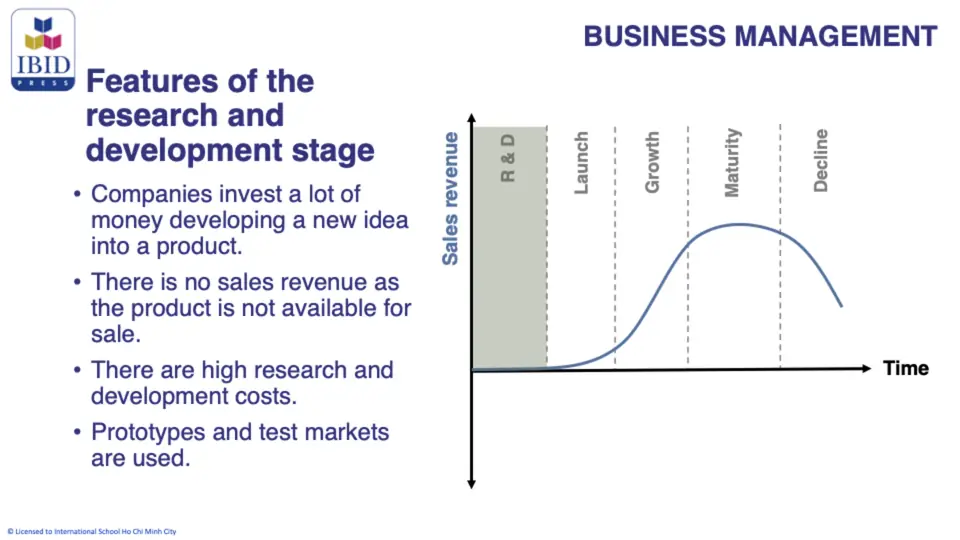 IBID
PRESS
BUSINESS MANAGEMENT
Features of the
research and
development stage
• Companies invest a lot of
money developing a new idea
into a product.
• There is no sales revenue as
the product is not available for
sale.
• There are high research and
development costs.
• Prototypes and test markets
are used.
Sales revenue
R & D
Launch
Growth
Maturity
Decline
Time
© Licensed to International School Ho Chi Minh City